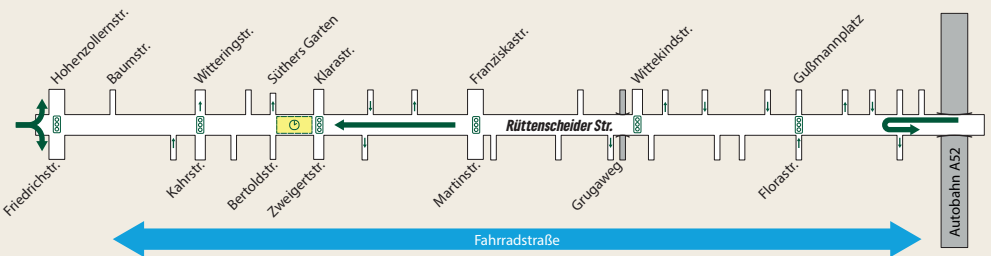 Hohenzollernstr.
Baumstr.
Witteringstr.
Süthers Garten
Klarastr.
Franziskastr.
Wittekindstr.
Gußmannplatz
Rüttenscheider Str.
Friedrichstr.
Kahrstr.
Bertoldstr.
Zweigertstr.
Martinstr.
Grugaweg
Florastr.
Autobahn A52
Fahrradstraße